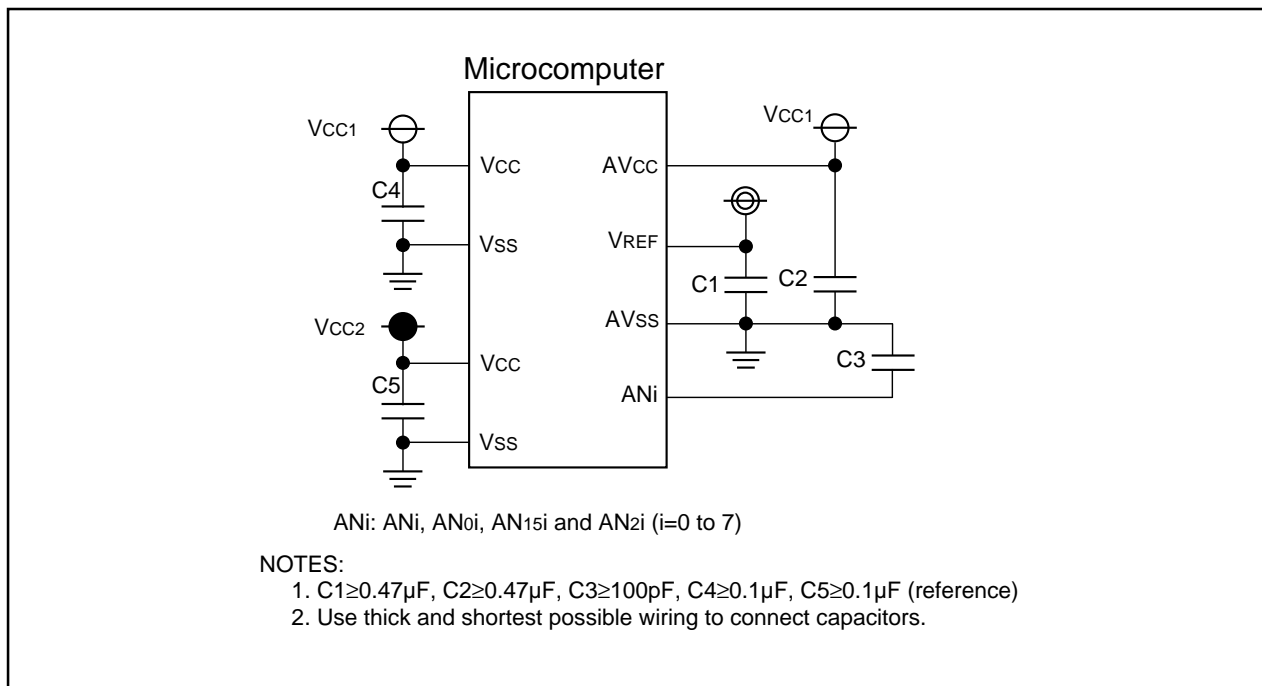 Microcomputer
VCC1
VCC
C4
VSS
VCC2
VCC
C5
VSS
VCC1
AVCC
VREF
C1
C2
AVSS
C3
ANi
ANi: ANi, AN0i, AN15i and AN2i (i=0 to 7)
NOTES:
1. C1≥0.47µF, C2≥0.47µF, C3≥100pF, C4≥0.1µF, C5≥0.1µF (reference)
2. Use thick and shortest possible wiring to connect capacitors.